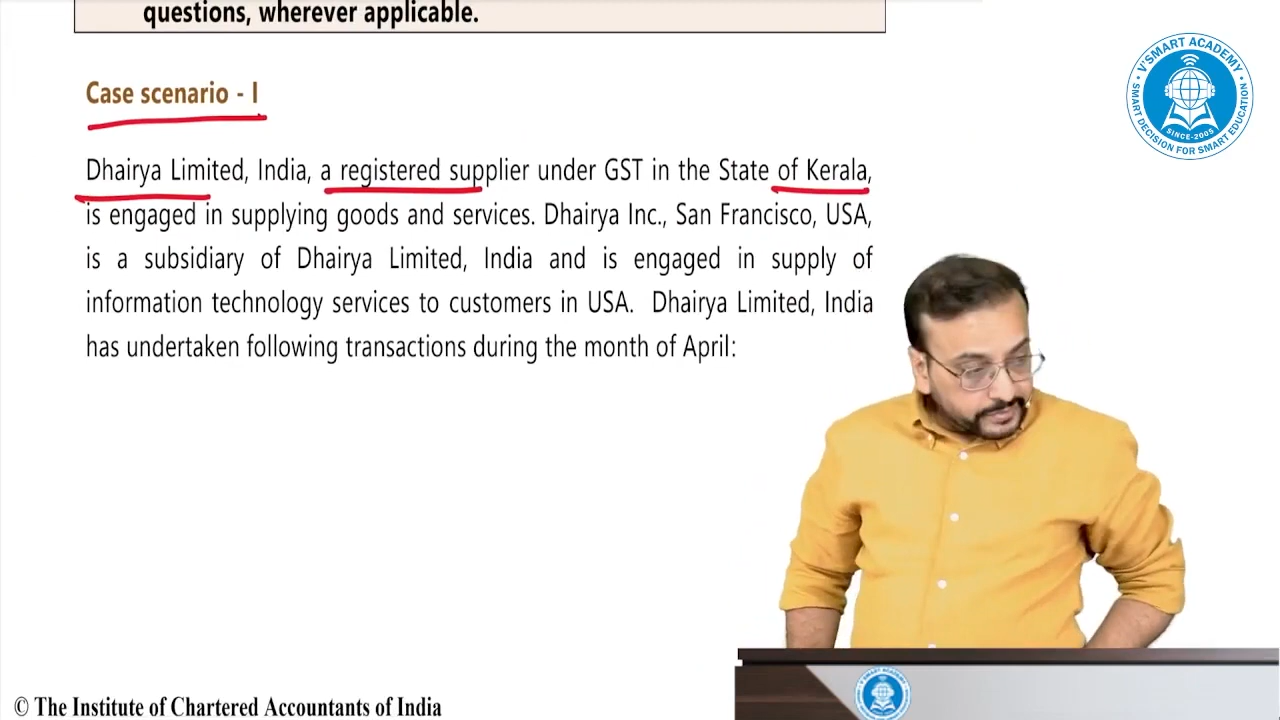 questions, wherever applicable.
V'SMART ACADEMY
SMART DECISION FOR SMART EDUCATION
SINCE-2005
Case scenario - I
Dhairya Limited, India, a registered supplier under GST in the State of Kerala,
is engaged in supplying goods and services. Dhairya Inc., San Francisco, USA,
is a subsidiary of Dhairya Limited, India and is engaged in supply of
information technology services to customers in USA. Dhairya Limited, India
has undertaken following transactions during the month of April:
© The Institute of Chartered Accountants of India